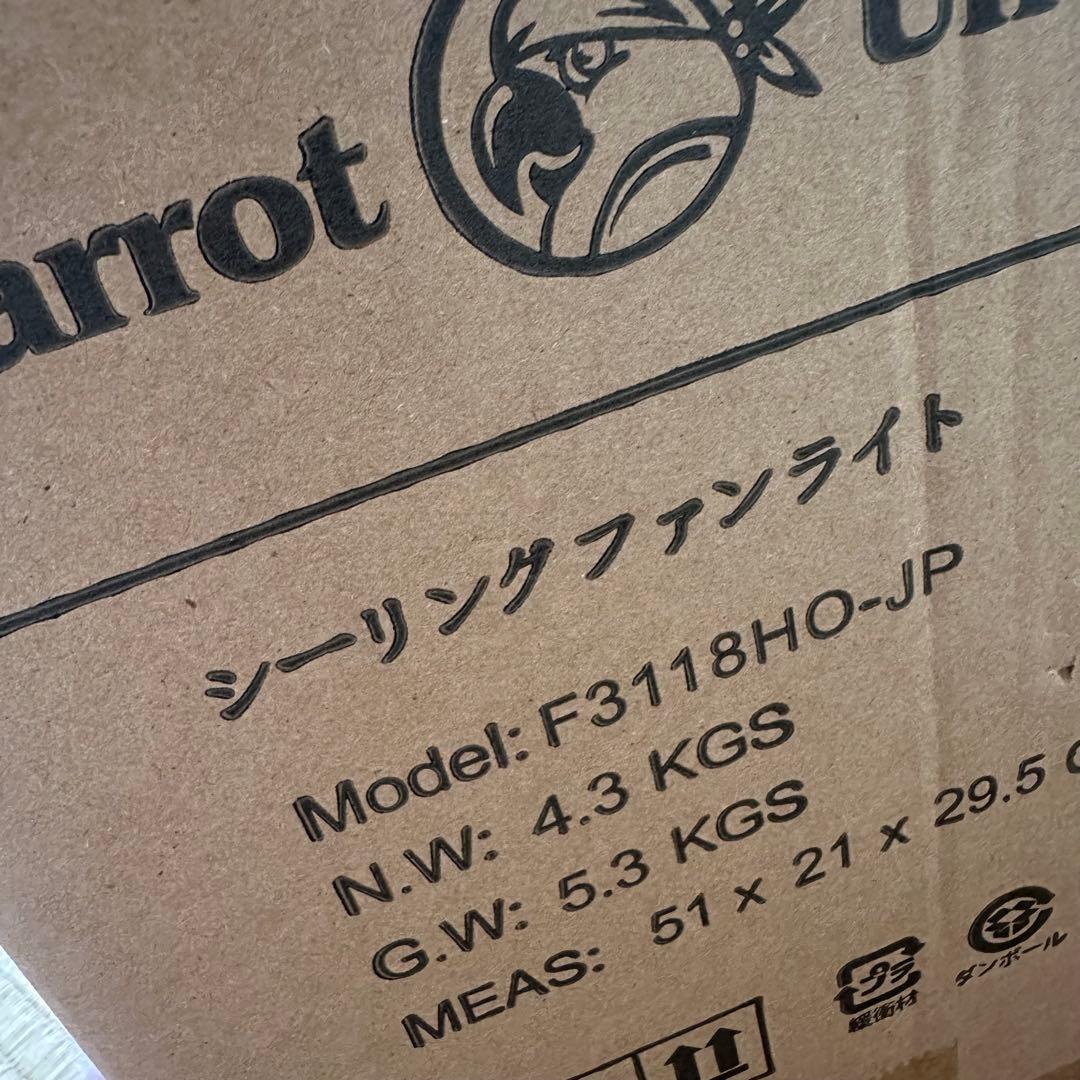 arrot
シーリングファンライト
Model: F3118HO-JP
N.W: 4.3 KGS
G.W: 5.3 KGS
MEAS: 51 x 21 x 29.5 c
プラ
緩衝材
ダンボール